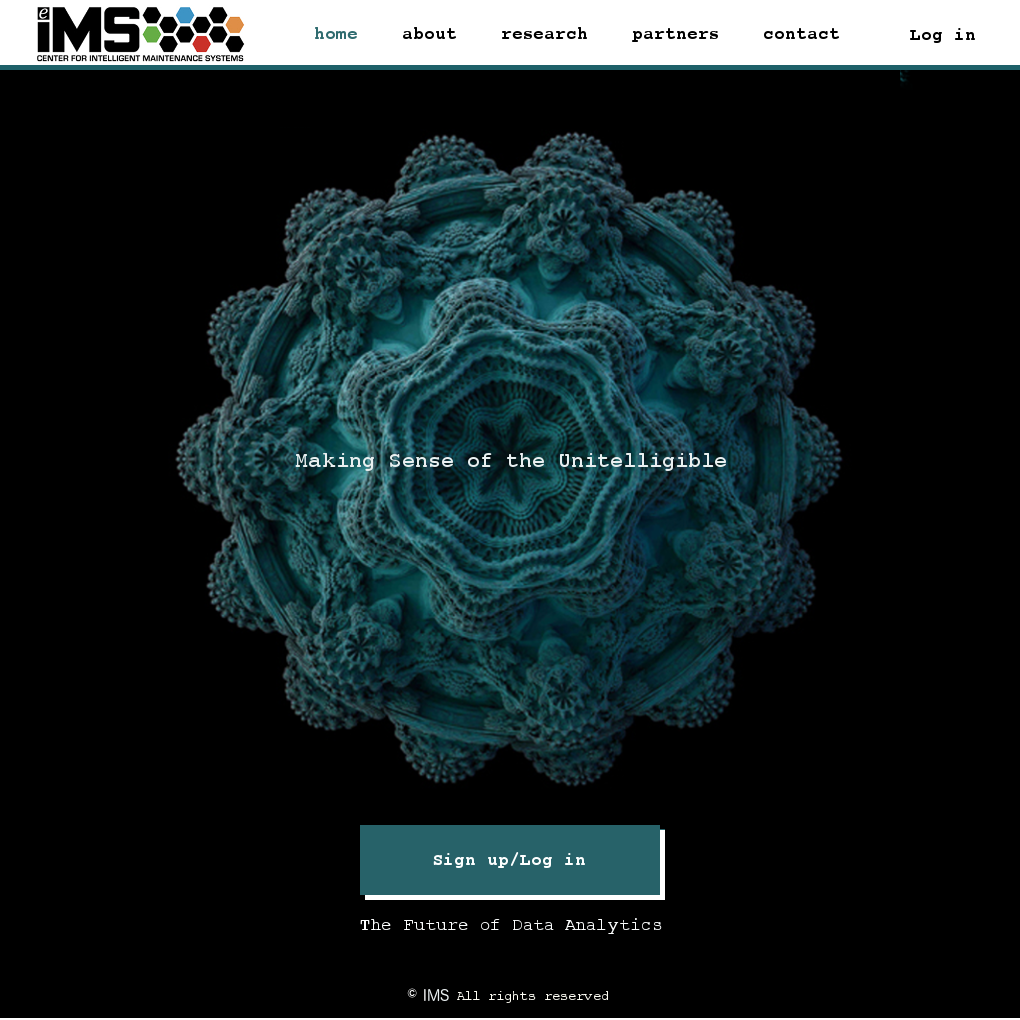 eiMS
CENTER FOR INTELLIGENT MAINTENANCE SYSTEMS
home about research partners contact Log in
Making Sense of the Unitelligible
Sign up/Log in
The Future of Data Analytics
© IMS All rights reserved